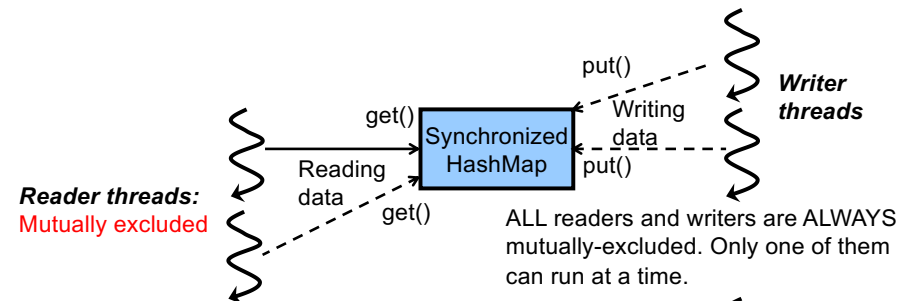 put()
Writer
threads
get()
Synchronized
HashMap
Writing
data
put()
Reading
data
get()
Reader threads:
Mutually excluded
ALL readers and writers are ALWAYS
mutually-excluded. Only one of them
can run at a time.